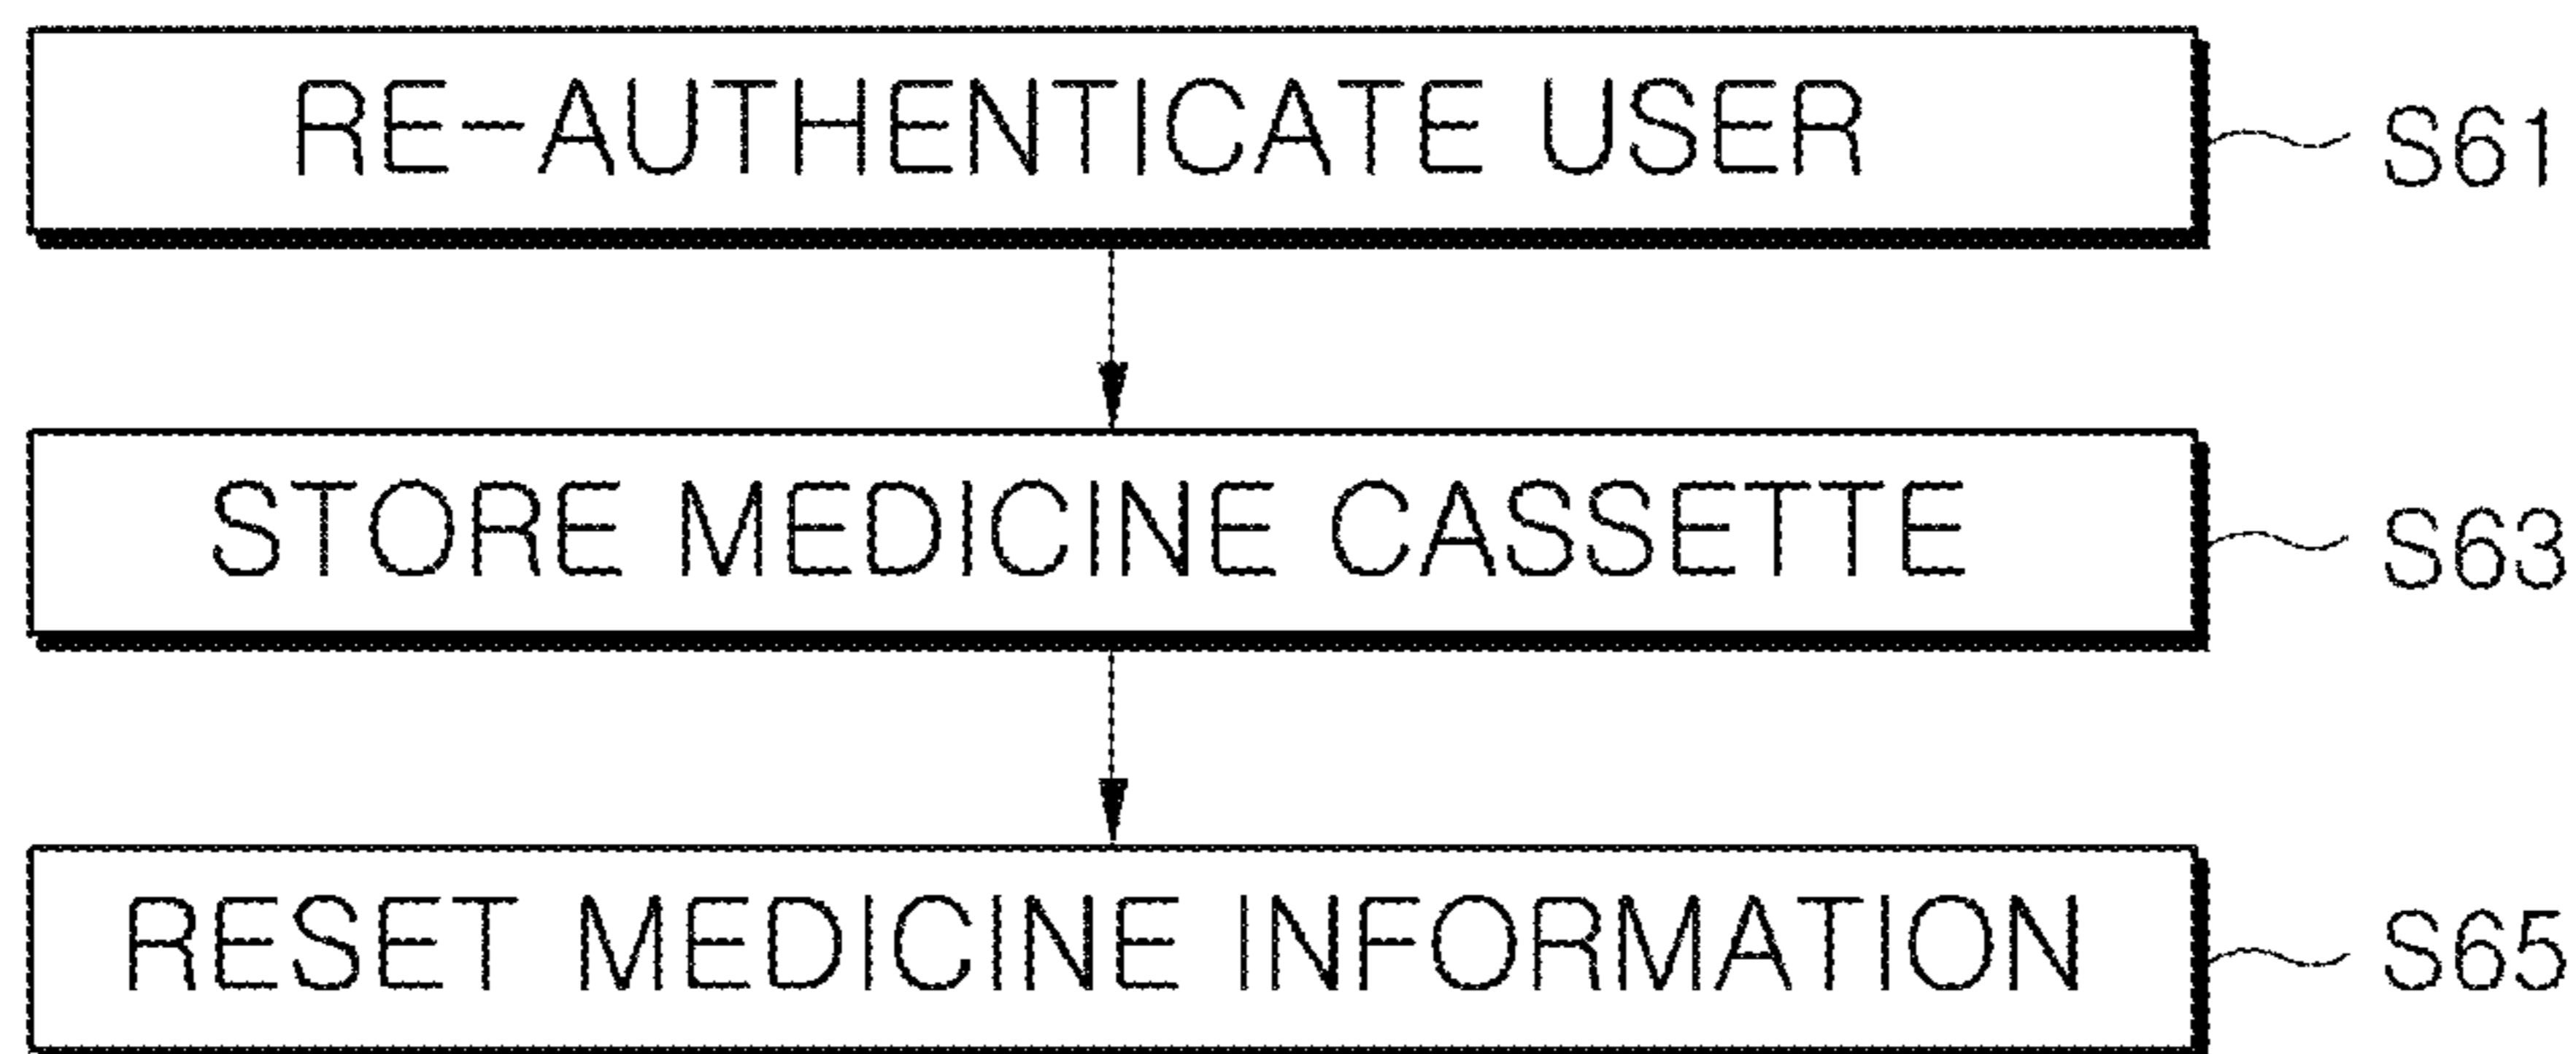 RE-AUTHENTICATE USER S61
STORE MEDICINE CASSETTE S63
RESET MEDICINE INFORMATION S65